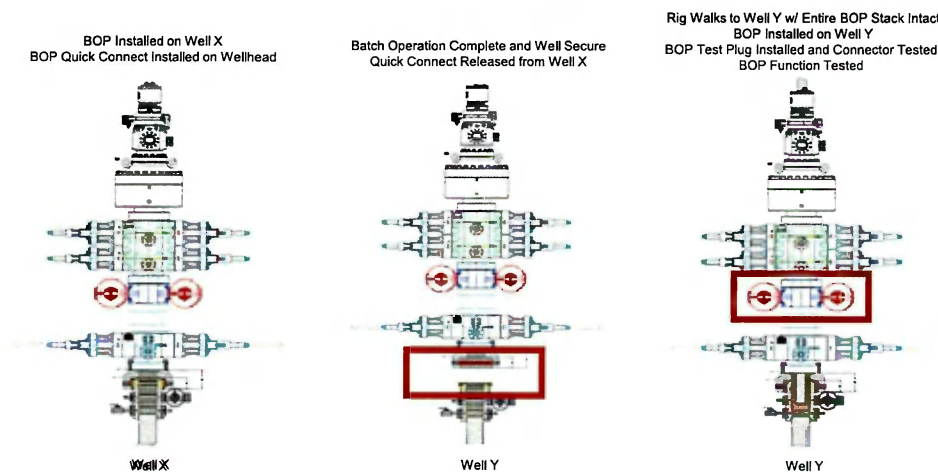 BOP Installed on Well X
BOP Quick Connect Installed on Wellhead
Batch Operation Complete and Well Secure
Quick Connect Released from Well X
Rig Walks to Well Y w/ Entire BOP Stack Intact
BOP Installed on Well Y
BOP Test Plug Installed and Connector Tested
BOP Function Tested
Well X
Well Y
Well Y